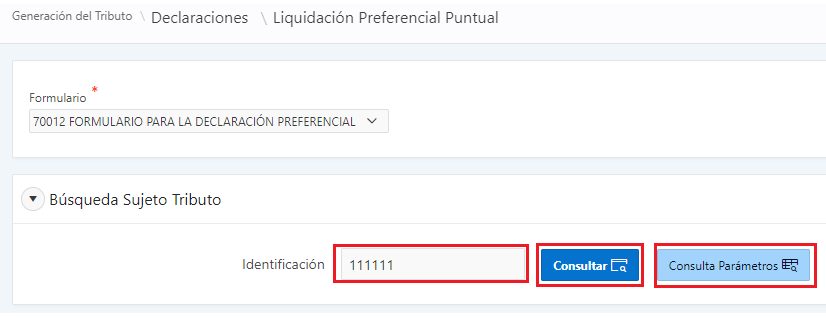 Generación del Tributo \ Declaraciones \ Liquidación Preferencial Puntual
Formulario *
70012 FORMULARIO PARA LA DECLARACIÓN PREFERENCIAL
Búsqueda Sujeto Tributo
Identificación 111111 Consultar Consulta Parámetros